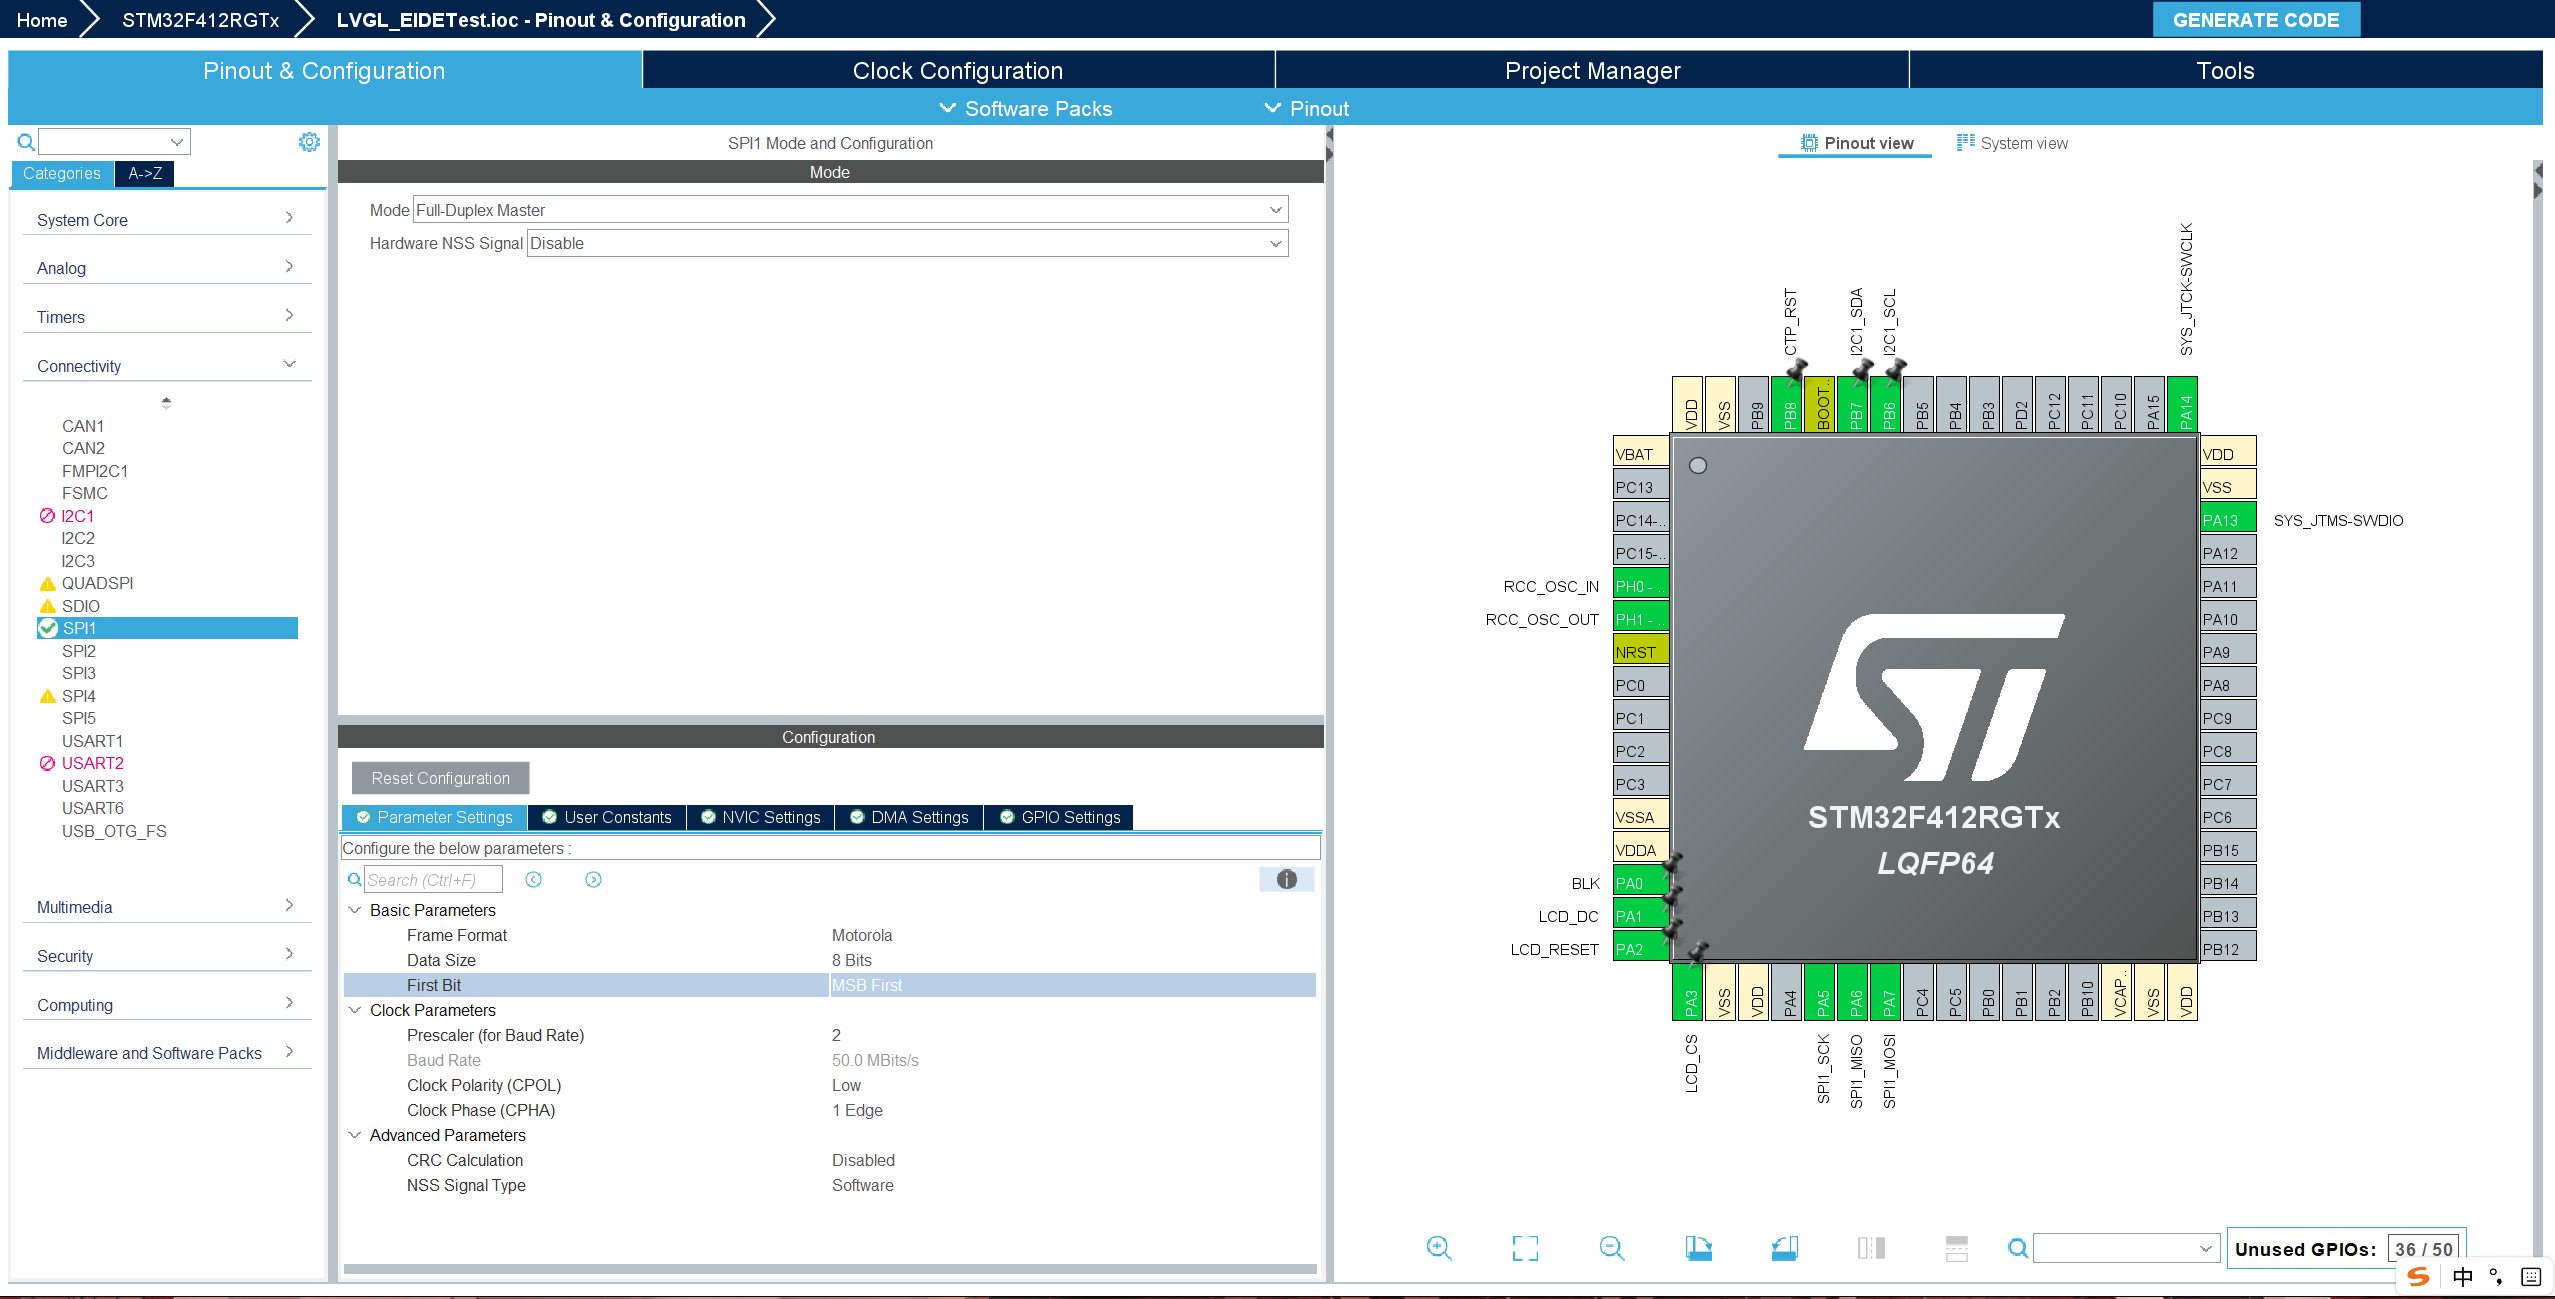 Home
STM32F412RGTx
LVGL_EIDETest.ioc - Pinout & Configuration
GENERATE CODE
Pinout & Configuration
Clock Configuration
Project Manager
Tools
Software Packs
Pinout
Categories
A->Z
System Core
Analog
Timers
Connectivity
CAN1
CAN2
FMPI2C1
FSMC
I2C1
I2C2
I2C3
QUADSPI
SDIO
SPI1
SPI2
SPI3
SPI4
SPI5
USART1
USART2
USART3
USART6
USB_OTG_FS
Multimedia
Security
Computing
Middleware and Software Packs
SPI1 Mode and Configuration
Mode
Mode Full-Duplex Master
Hardware NSS Signal Disable
Configuration
Reset Configuration
Parameter Settings
User Constants
NVIC Settings
DMA Settings
GPIO Settings
Configure the below parameters :
Search (Ctrl+F)
Basic Parameters
Frame Format Motorola
Data Size 8 Bits
First Bit MSB First
Clock Parameters
Prescaler (for Baud Rate) 2
Baud Rate 50.0 MBits/s
Clock Polarity (CPOL) Low
Clock Phase (CPHA) 1 Edge
Advanced Parameters
CRC Calculation Disabled
NSS Signal Type Software
Pinout view
System view
CTP_RST
I2C1_SDA
I2C1_SCL
SYS_JTCK-SWCLK
VDD
VSS
PB9
PB8
BOOT..
PB7
PB6
PB5
PB4
PB3
PD2
PC12
PC11
PC10
PA15
PA14
VBAT
PC13
PC14-..
PC15-..
RCC_OSC_IN PH0 - ..
RCC_OSC_OUT PH1 - ..
NRST
PC0
PC1
PC2
PC3
VSSA
VDDA
BLK PA0
LCD_DC PA1
LCD_RESET PA2
STM32F412RGTx
LQFP64
VDD
VSS
PA13 SYS_JTMS-SWDIO
PA12
PA11
PA10
PA9
PA8
PC9
PC8
PC7
PC6
PB15
PB14
PB13
PB12
PA3
VSS
VDD
PA4
PA5
PA6
PA7
PC4
PC5
PB0
PB1
PB2
PB10
VCAP..
VSS
VDD
LCD_CS
SPI1_SCK
SPI1_MISO
SPI1_MOSI
Unused GPIOs: 36 / 50
中